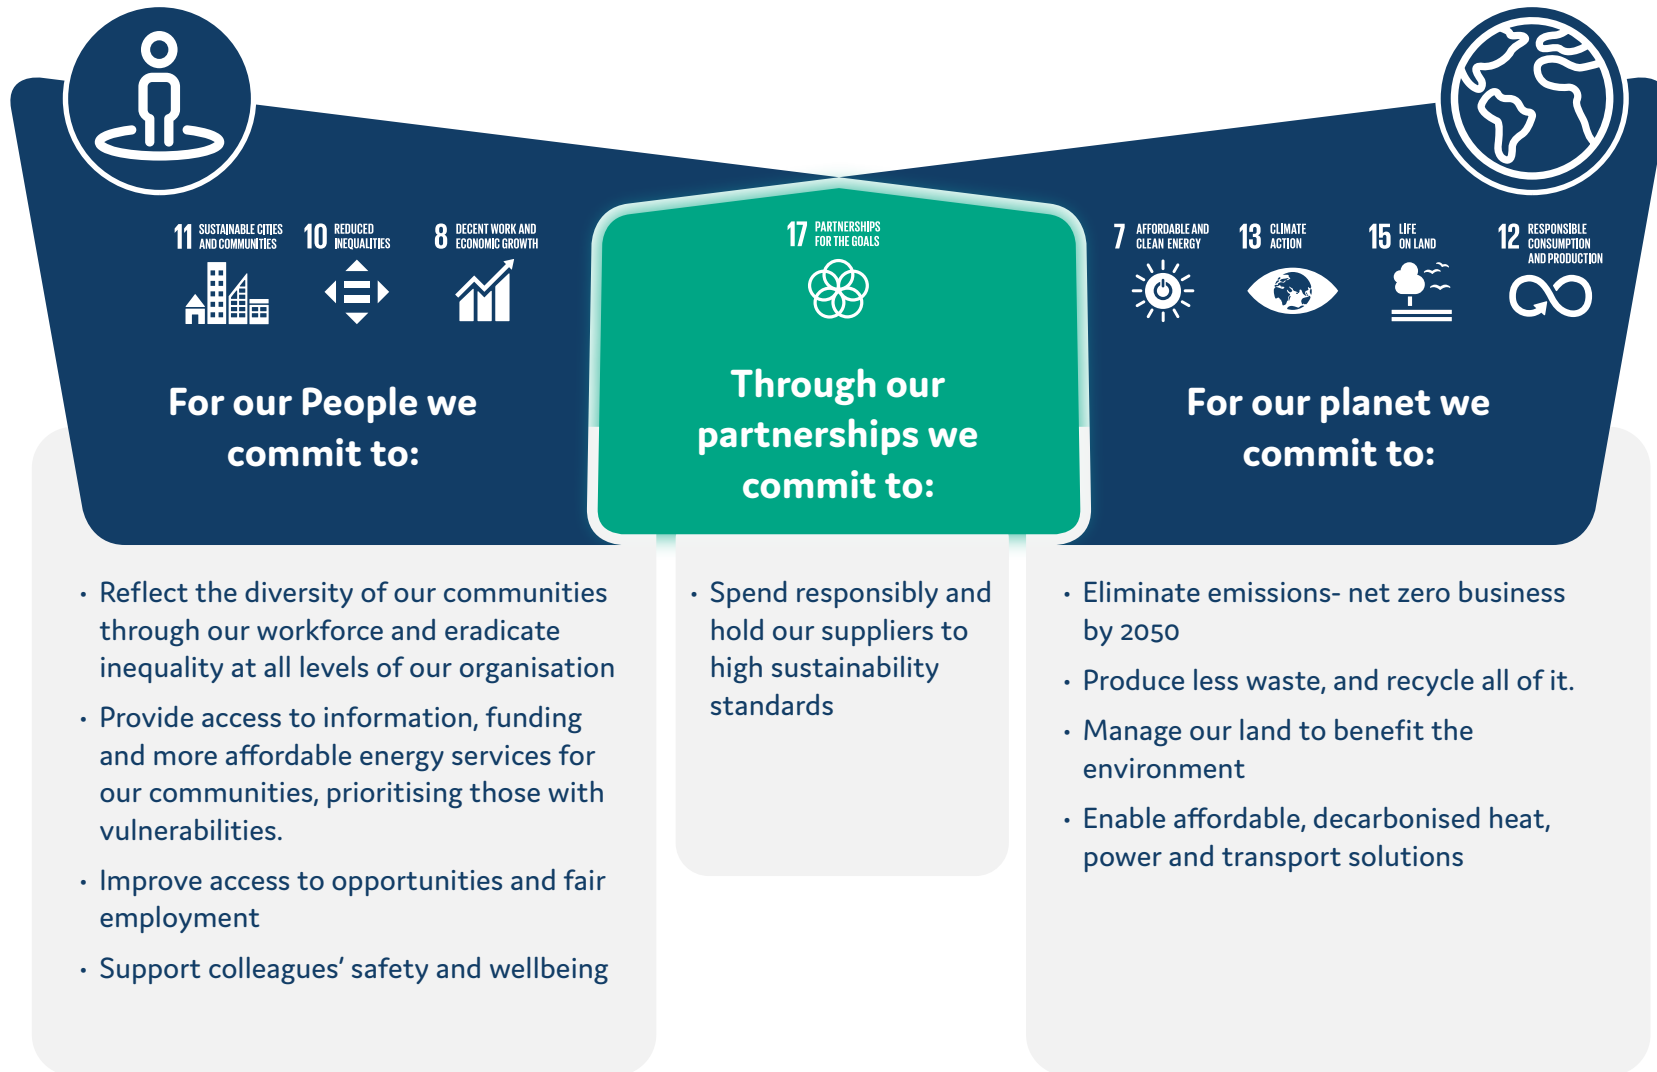 11 SUSTAINABLE CITIES
AND COMMUNITIES
10 REDUCED
INEQUALITIES
8 DECENT WORK AND
ECONOMIC GROWTH
For our People we
commit to:
• Reflect the diversity of our communities
through our workforce and eradicate
inequality at all levels of our organisation
• Provide access to information, funding
and more affordable energy services for
our communities, prioritising those with
vulnerabilities.
• Improve access to opportunities and fair
employment
• Support colleagues’ safety and wellbeing
17 PARTNERSHIPS
FOR THE GOALS
Through our
partnerships we
commit to:
• Spend responsibly and
hold our suppliers to
high sustainability
standards
7 AFFORDABLE AND
CLEAN ENERGY
13 CLIMATE
ACTION
15 LIFE
ON LAND
12 RESPONSIBLE
CONSUMPTION
AND PRODUCTION
For our planet we
commit to:
• Eliminate emissions- net zero business
by 2050
• Produce less waste, and recycle all of it.
• Manage our land to benefit the
environment
• Enable affordable, decarbonised heat,
power and transport solutions